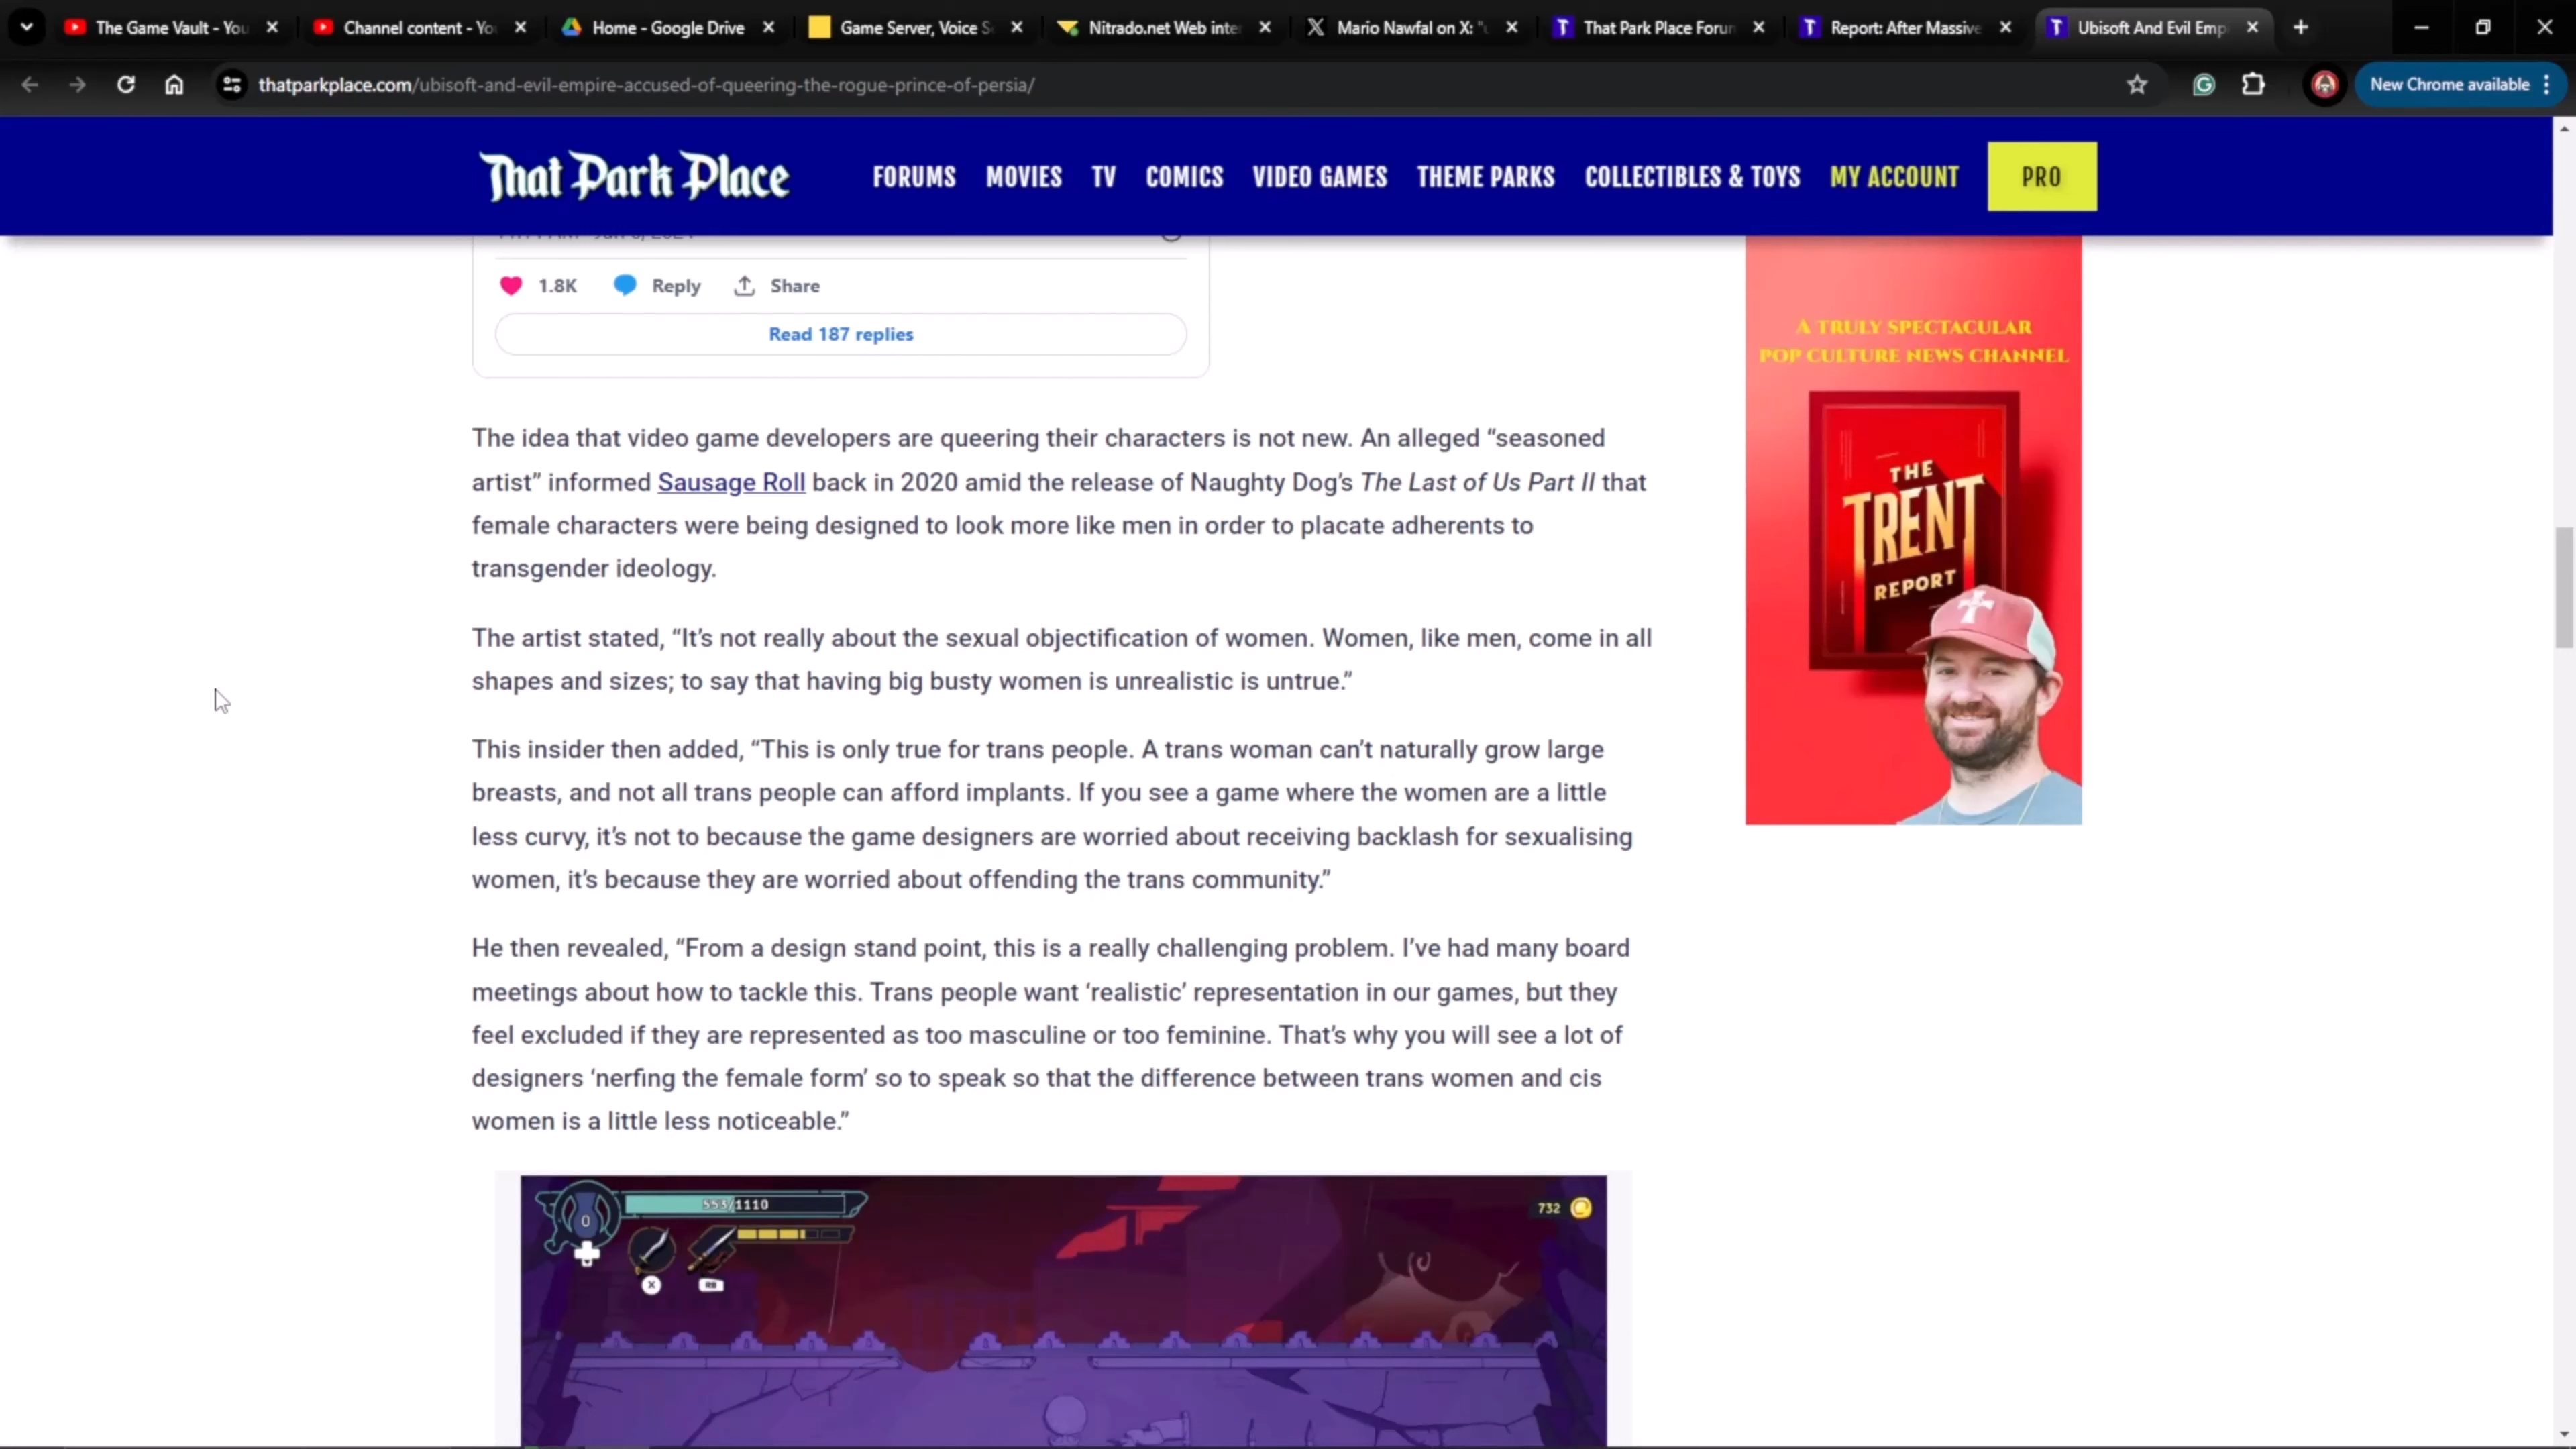 The Game Vault - You
Channel content - Yo
Home - Google Drive
Game Server, Voice S
Nitrado.net Web inte
Mario Nawfal on X: "
That Park Place Forum
Report: After Massive
Ubisoft And Evil Emp
thatparkplace.com/ubisoft-and-evil-empire-accused-of-queering-the-rogue-prince-of-persia/
New Chrome available
That Park Place
FORUMS MOVIES TV COMICS VIDEO GAMES THEME PARKS COLLECTIBLES & TOYS MY ACCOUNT PRO
1.8K Reply Share
Read 187 replies
The idea that video game developers are queering their characters is not new. An alleged “seasoned
artist” informed Sausage Roll back in 2020 amid the release of Naughty Dog’s The Last of Us Part II that
female characters were being designed to look more like men in order to placate adherents to
transgender ideology.
The artist stated, “It’s not really about the sexual objectification of women. Women, like men, come in all
shapes and sizes; to say that having big busty women is unrealistic is untrue.”
This insider then added, “This is only true for trans people. A trans woman can’t naturally grow large
breasts, and not all trans people can afford implants. If you see a game where the women are a little
less curvy, it’s not to because the game designers are worried about receiving backlash for sexualising
women, it’s because they are worried about offending the trans community.”
He then revealed, “From a design stand point, this is a really challenging problem. I’ve had many board
meetings about how to tackle this. Trans people want ‘realistic’ representation in our games, but they
feel excluded if they are represented as too masculine or too feminine. That’s why you will see a lot of
designers ‘nerfing the female form’ so to speak so that the difference between trans women and cis
women is a little less noticeable.”
A TRULY SPECTACULAR
POP CULTURE NEWS CHANNEL
THE
TRENT
REPORT
553/1110
732
0
X
RB